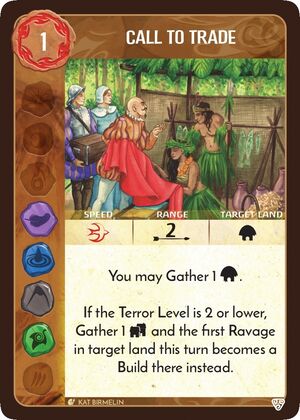 1
CALL TO TRADE
SPEED RANGE TARGET LAND
2
You may Gather 1.
If the Terror Level is 2 or lower,
Gather 1 and the first Ravage
in target land this turn becomes a
Build there instead.
KAT BIRMELIN